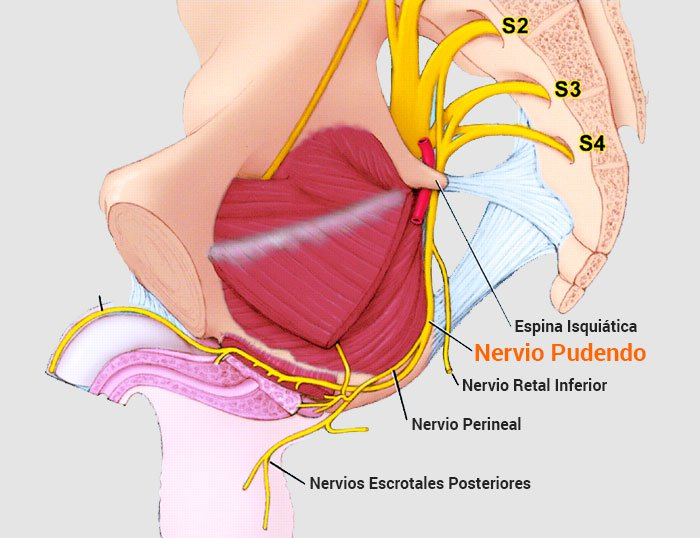 S2
S3
S4
Espina Isquiática
Nervio Pudendo
Nervio Retal Inferior
Nervio Perineal
Nervios Escrotales Posteriores